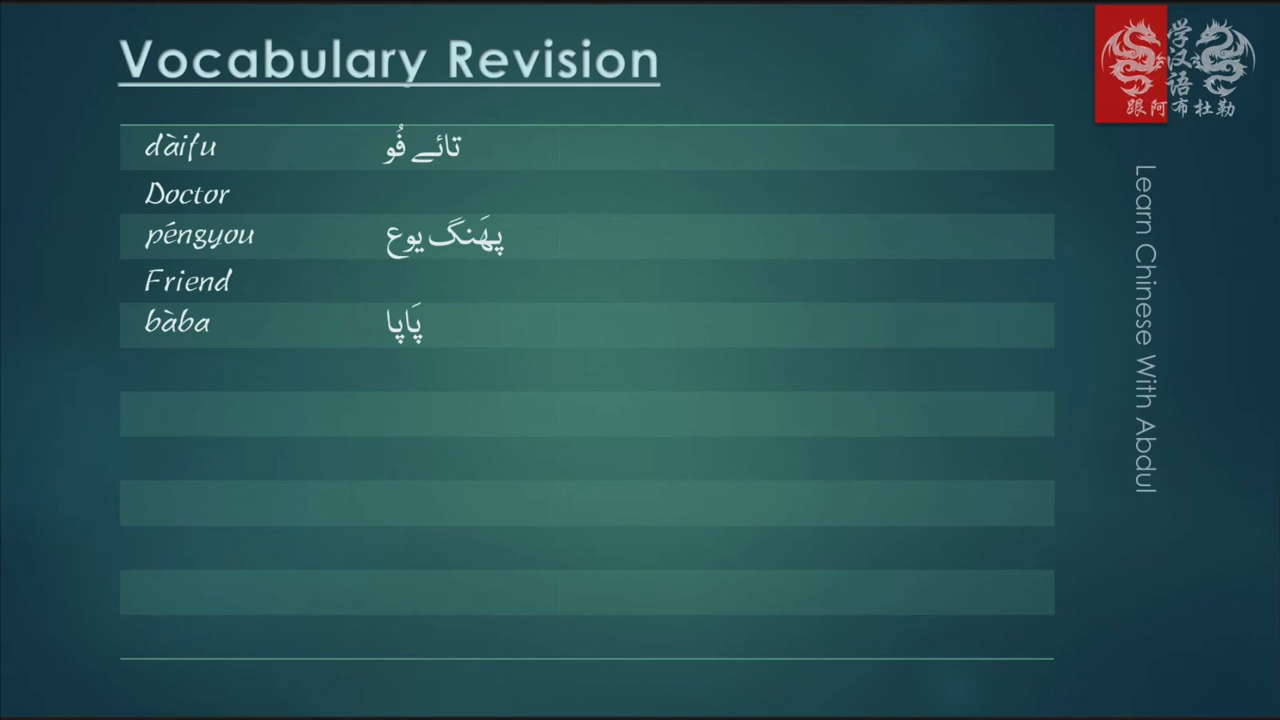 Vocabulary Revision
dàifu تائے فُو
Doctor
péngyou پھَنگ یوع
Friend
bàba پَاپا
学汉语
跟阿布杜勒
Learn Chinese With Abdul